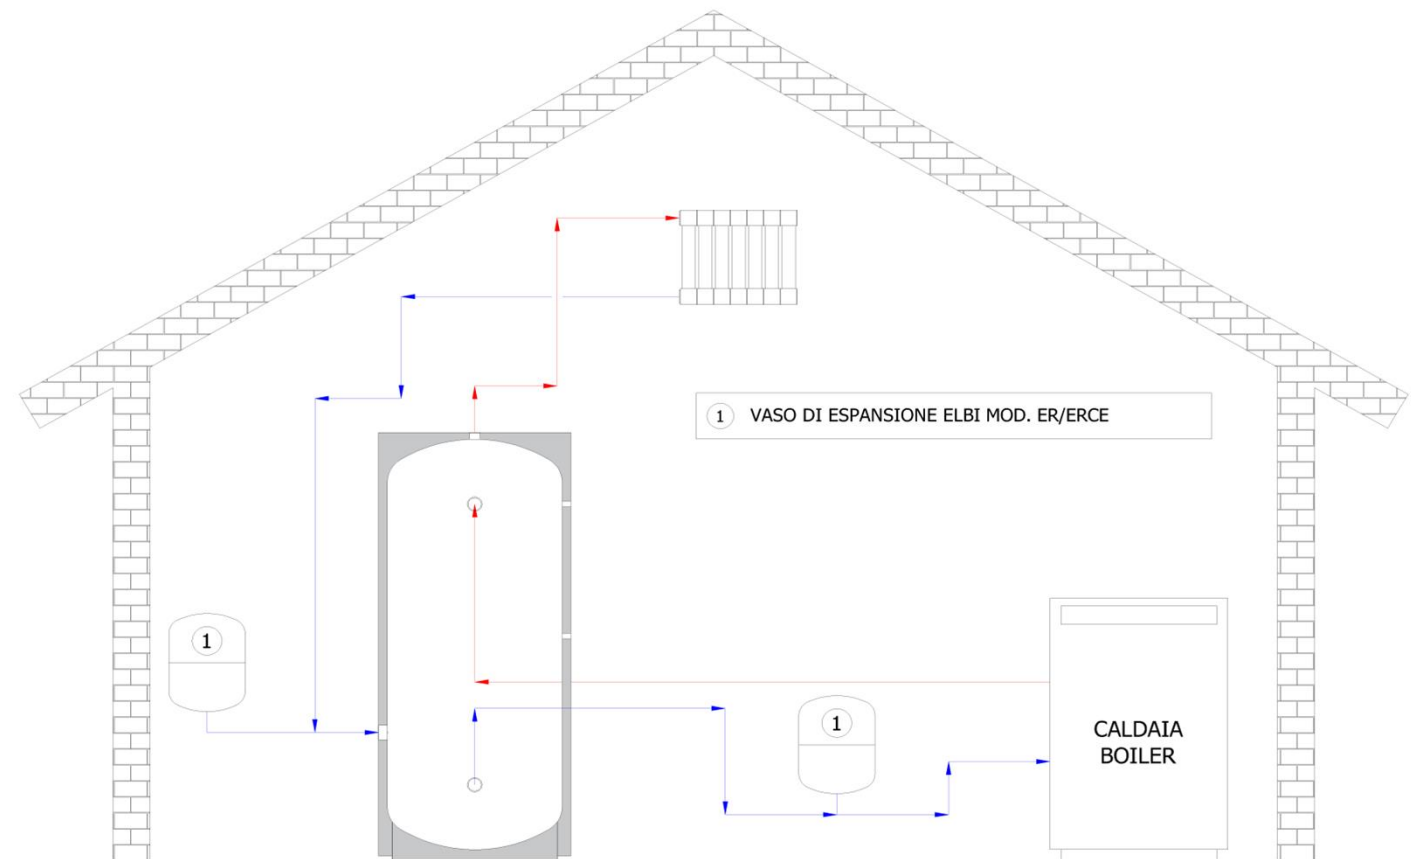 1 VASO DI ESPANSIONE ELBI MOD. ER/ERCE
1
1
CALDAIA
BOILER